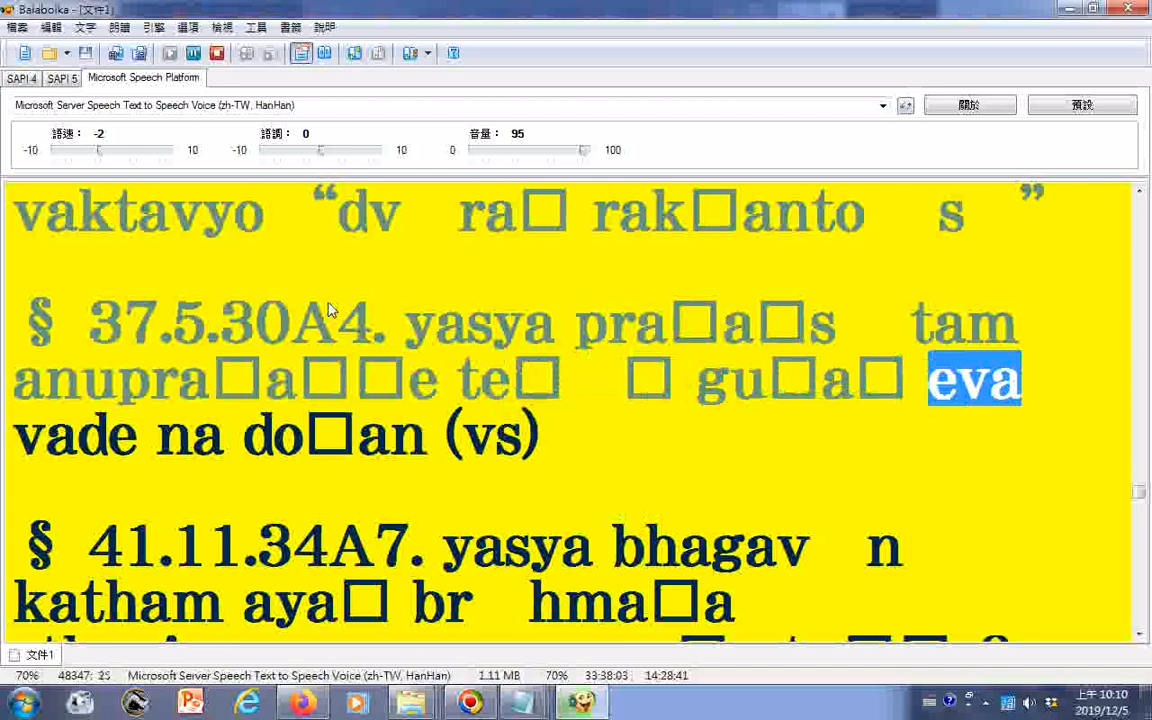 Balabolka - [文件1]
檔案 編輯 文字 朗讀 引擎 選項 檢視 工具 書籤 說明
SAPI 4 SAPI 5 Microsoft Speech Platform
Microsoft Server Speech Text to Speech Voice (zh-TW, HanHan) 關於 預設
語速： -2 語調： 0 音量： 95
-10 10 -10 10 0 100
vaktavyo “dv ra□ rak□anto s ”
§ 37.5.30A4. yasya pra□a□s tam
anupra□a□□e te□ □ gu□a□ eva
vade na do□an (vs)
§ 41.11.34A7. yasya bhagav n
katham aya□ br hma□a
文件1
70% 48347: 25 Microsoft Server Speech Text to Speech Voice (zh-TW, HanHan) 1.11 MB 70% 33:38:03 14:28:41
上午 10:10
2019/12/5